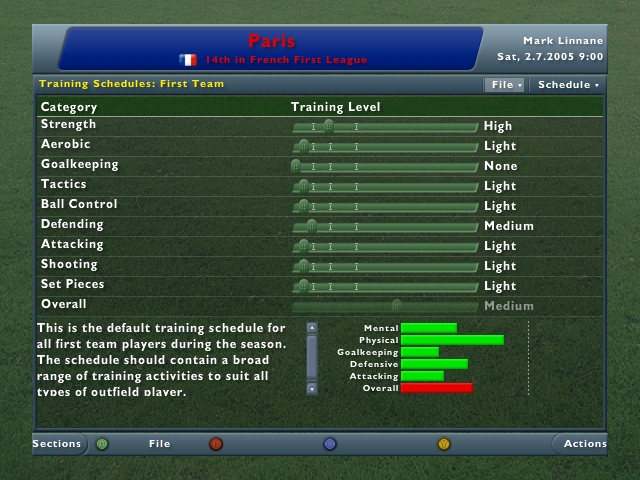 Paris
14th in French First League
Mark Linnane
Sat, 2.7.2005 9:00
Training Schedules: First Team
File
Schedule
Category Training Level
Strength High
Aerobic Light
Goalkeeping None
Tactics Light
Ball Control Light
Defending Medium
Attacking Light
Shooting Light
Set Pieces Light
Overall Medium
This is the default training schedule for
all first team players during the season.
The schedule should contain a broad
range of training activities to suit all
types of outfield player.
Mental
Physical
Goalkeeping
Defensive
Attacking
Overall
Sections File Actions